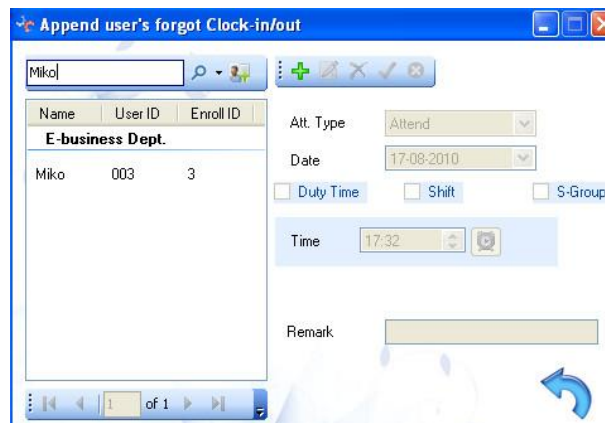 Append user's forgot Clock-in/out
Miko
Name User ID Enroll ID
E-business Dept.
Miko 003 3
1 of 1
Att. Type Attend
Date 17-08-2010
Duty Time Shift S-Group
Time 17:32
Remark